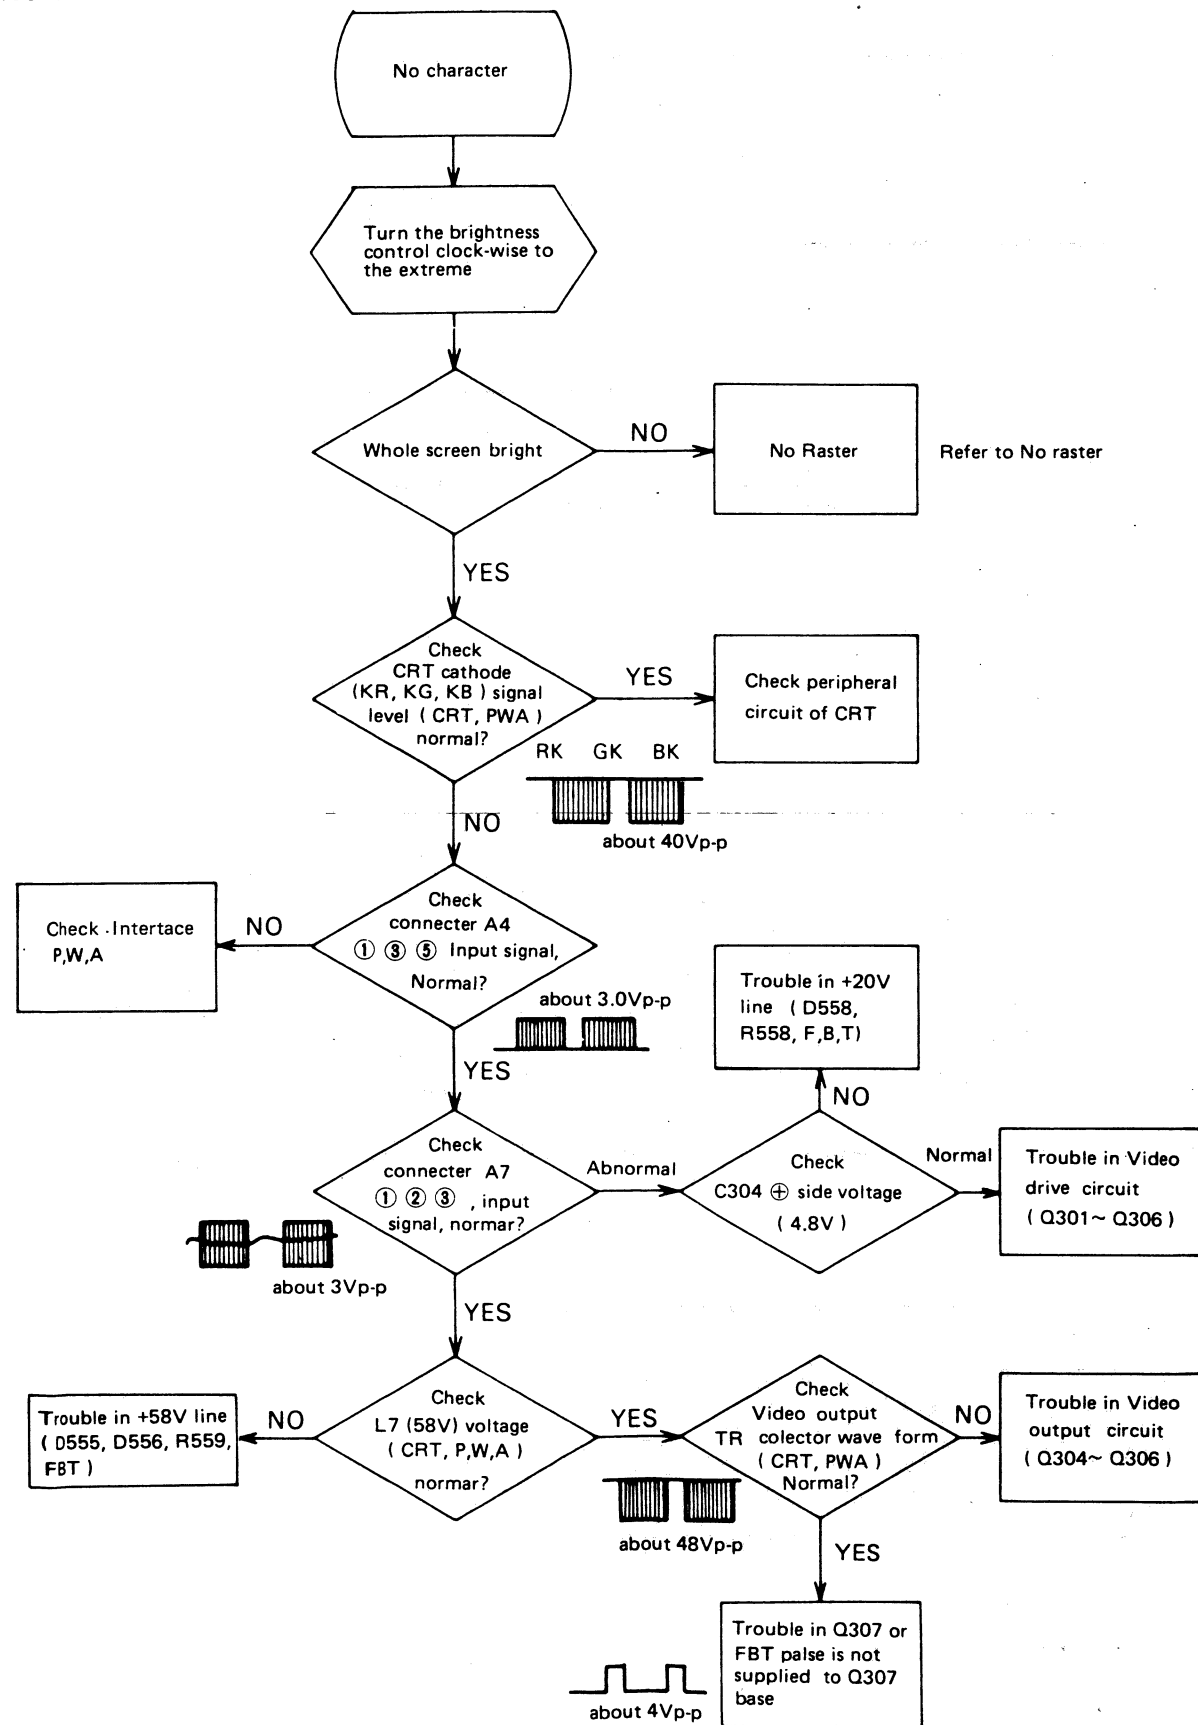 No character
Turn the brightness
control clock-wise to
the extreme
Whole screen bright
NO
No Raster
Refer to No raster
YES
Check
CRT cathode
(KR, KG, KB) signal
level (CRT, PWA)
normal?
YES
Check peripheral
circuit of CRT
RK GK BK
about 40Vp-p
NO
Check
connecter A4
① ③ ⑤ Input signal,
Normal?
NO
Check Intertace
P,W,A
about 3.0Vp-p
YES
Trouble in +20V
line (D558,
R558, F,B,T)
NO
Check
connecter A7
① ② ③ , input
signal, normar?
Abnormal
Check
C304 ⊕ side voltage
(4.8V)
Normal
Trouble in Video
drive circuit
(Q301~Q306)
about 3Vp-p
YES
Check
L7 (58V) voltage
(CRT, P,W,A)
normar?
NO
Trouble in +58V line
(D555, D556, R559,
FBT)
YES
Check
Video output
TR colector wave form
(CRT, PWA)
Normal?
NO
Trouble in Video
output circuit
(Q304~Q306)
about 48Vp-p
YES
Trouble in Q307 or
FBT palse is not
supplied to Q307
base
about 4Vp-p